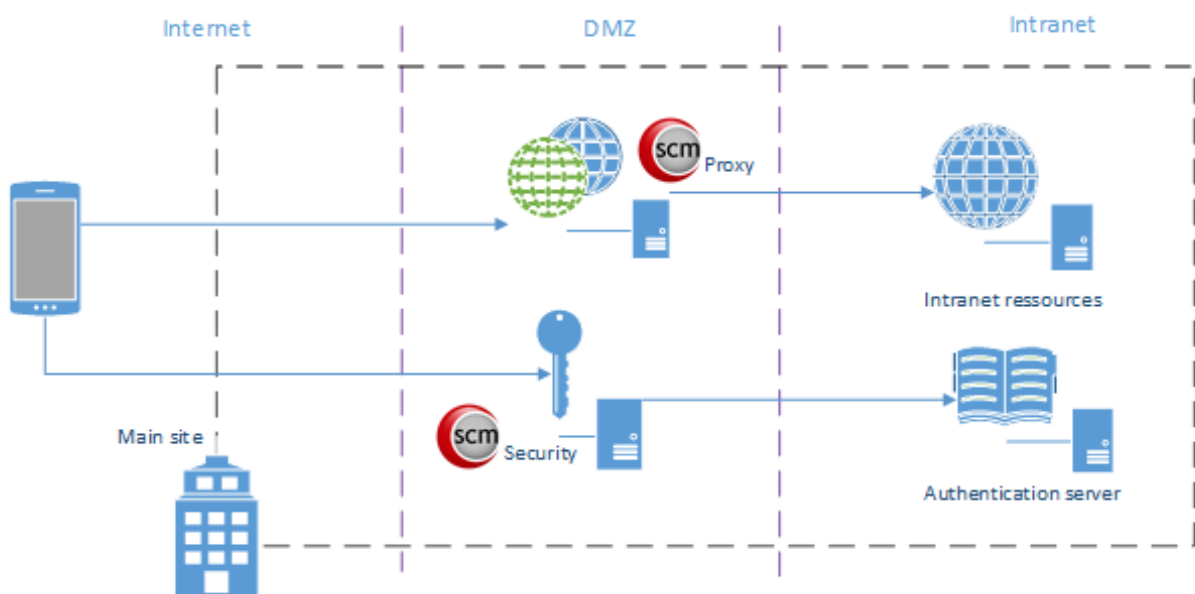 Internet
DMZ
Intranet
scm
Proxy
Intranet ressources
Main site
scm
Security
Authentication server